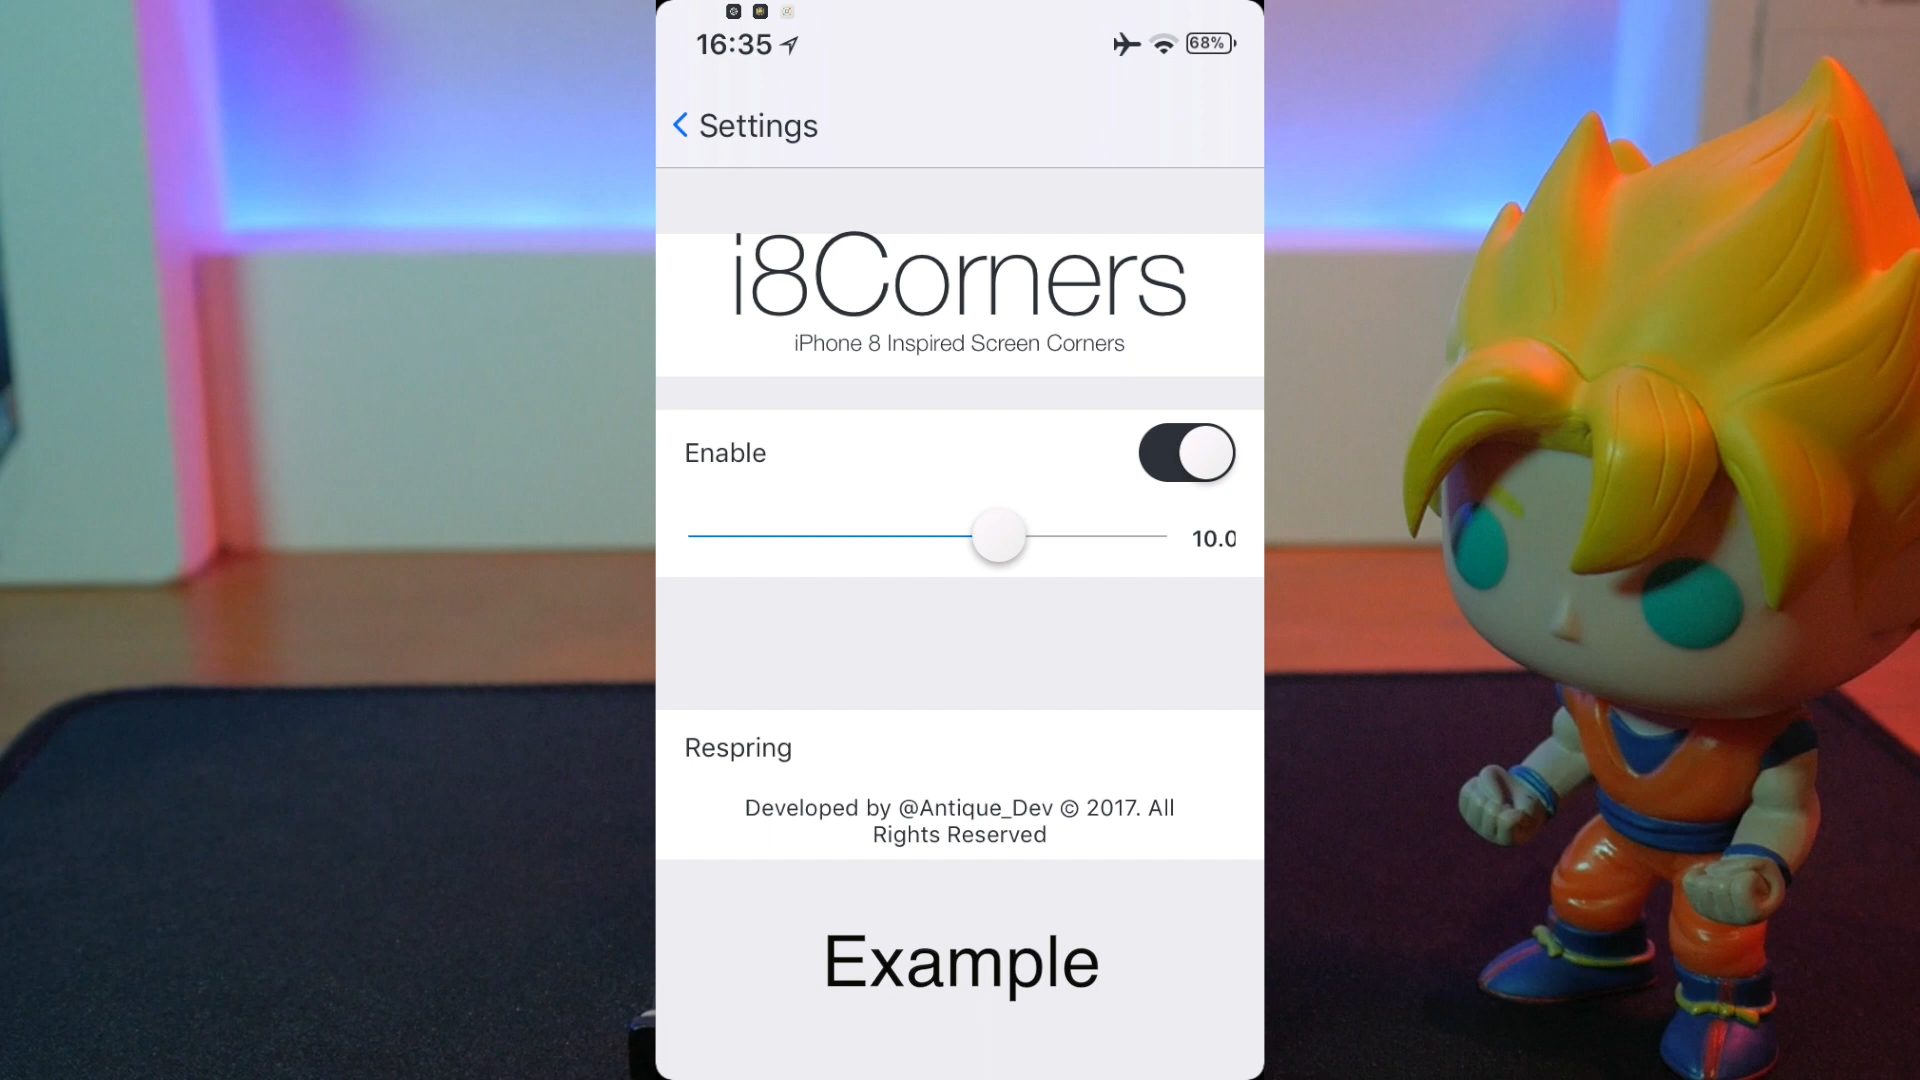 16:35
68%
Settings
i8Corners
iPhone 8 Inspired Screen Corners
Enable
10.0
Respring
Developed by @Antique_Dev © 2017. All
Rights Reserved
Example